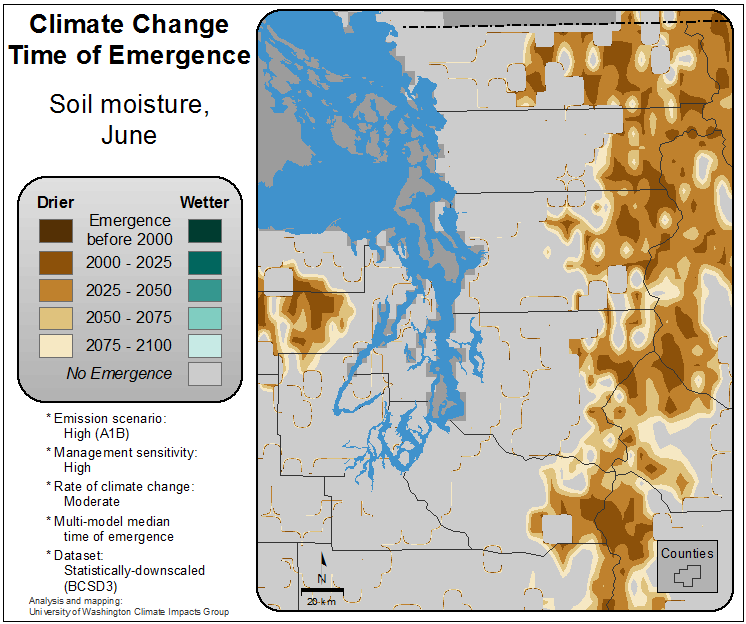 Climate Change
Time of Emergence
Soil moisture,
June
Drier
Wetter
Emergence
before 2000
2000 - 2025
2025 - 2050
2050 - 2075
2075 - 2100
No Emergence
* Emission scenario:
High (A1B)
* Management sensitivity:
High
* Rate of climate change:
Moderate
* Multi-model median
time of emergence
* Dataset:
Statistically-downscaled
(BCSD3)
Analysis and mapping:
University of Washington Climate Impacts Group
N
20 km
Counties